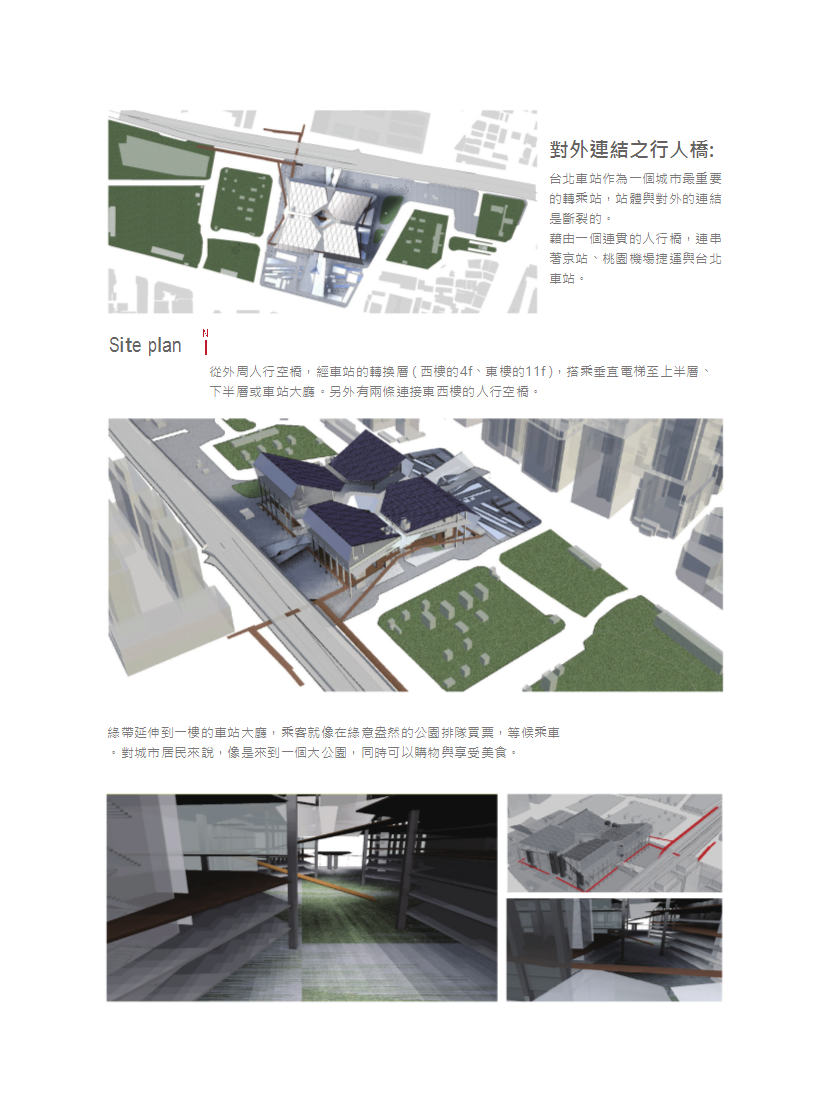 對外連結之行人橋:
台北車站作為一個城市最重要
的轉乘站，站體與對外的連結
是斷裂的。
藉由一個連貫的人行橋，連串
著京站、桃園機場捷運與台北
車站。
N
Site plan
從外周人行空橋，經車站的轉換層 ( 西樓的4f、東樓的11f )，搭乘垂直電梯至上半層、
下半層或車站大廳。另外有兩條連接東西樓的人行空橋。
綠帶延伸到一樓的車站大廳，乘客就像在綠意盎然的公園排隊買票，等候乘車
。對城市居民來說，像是來到一個大公園，同時可以購物與享受美食。